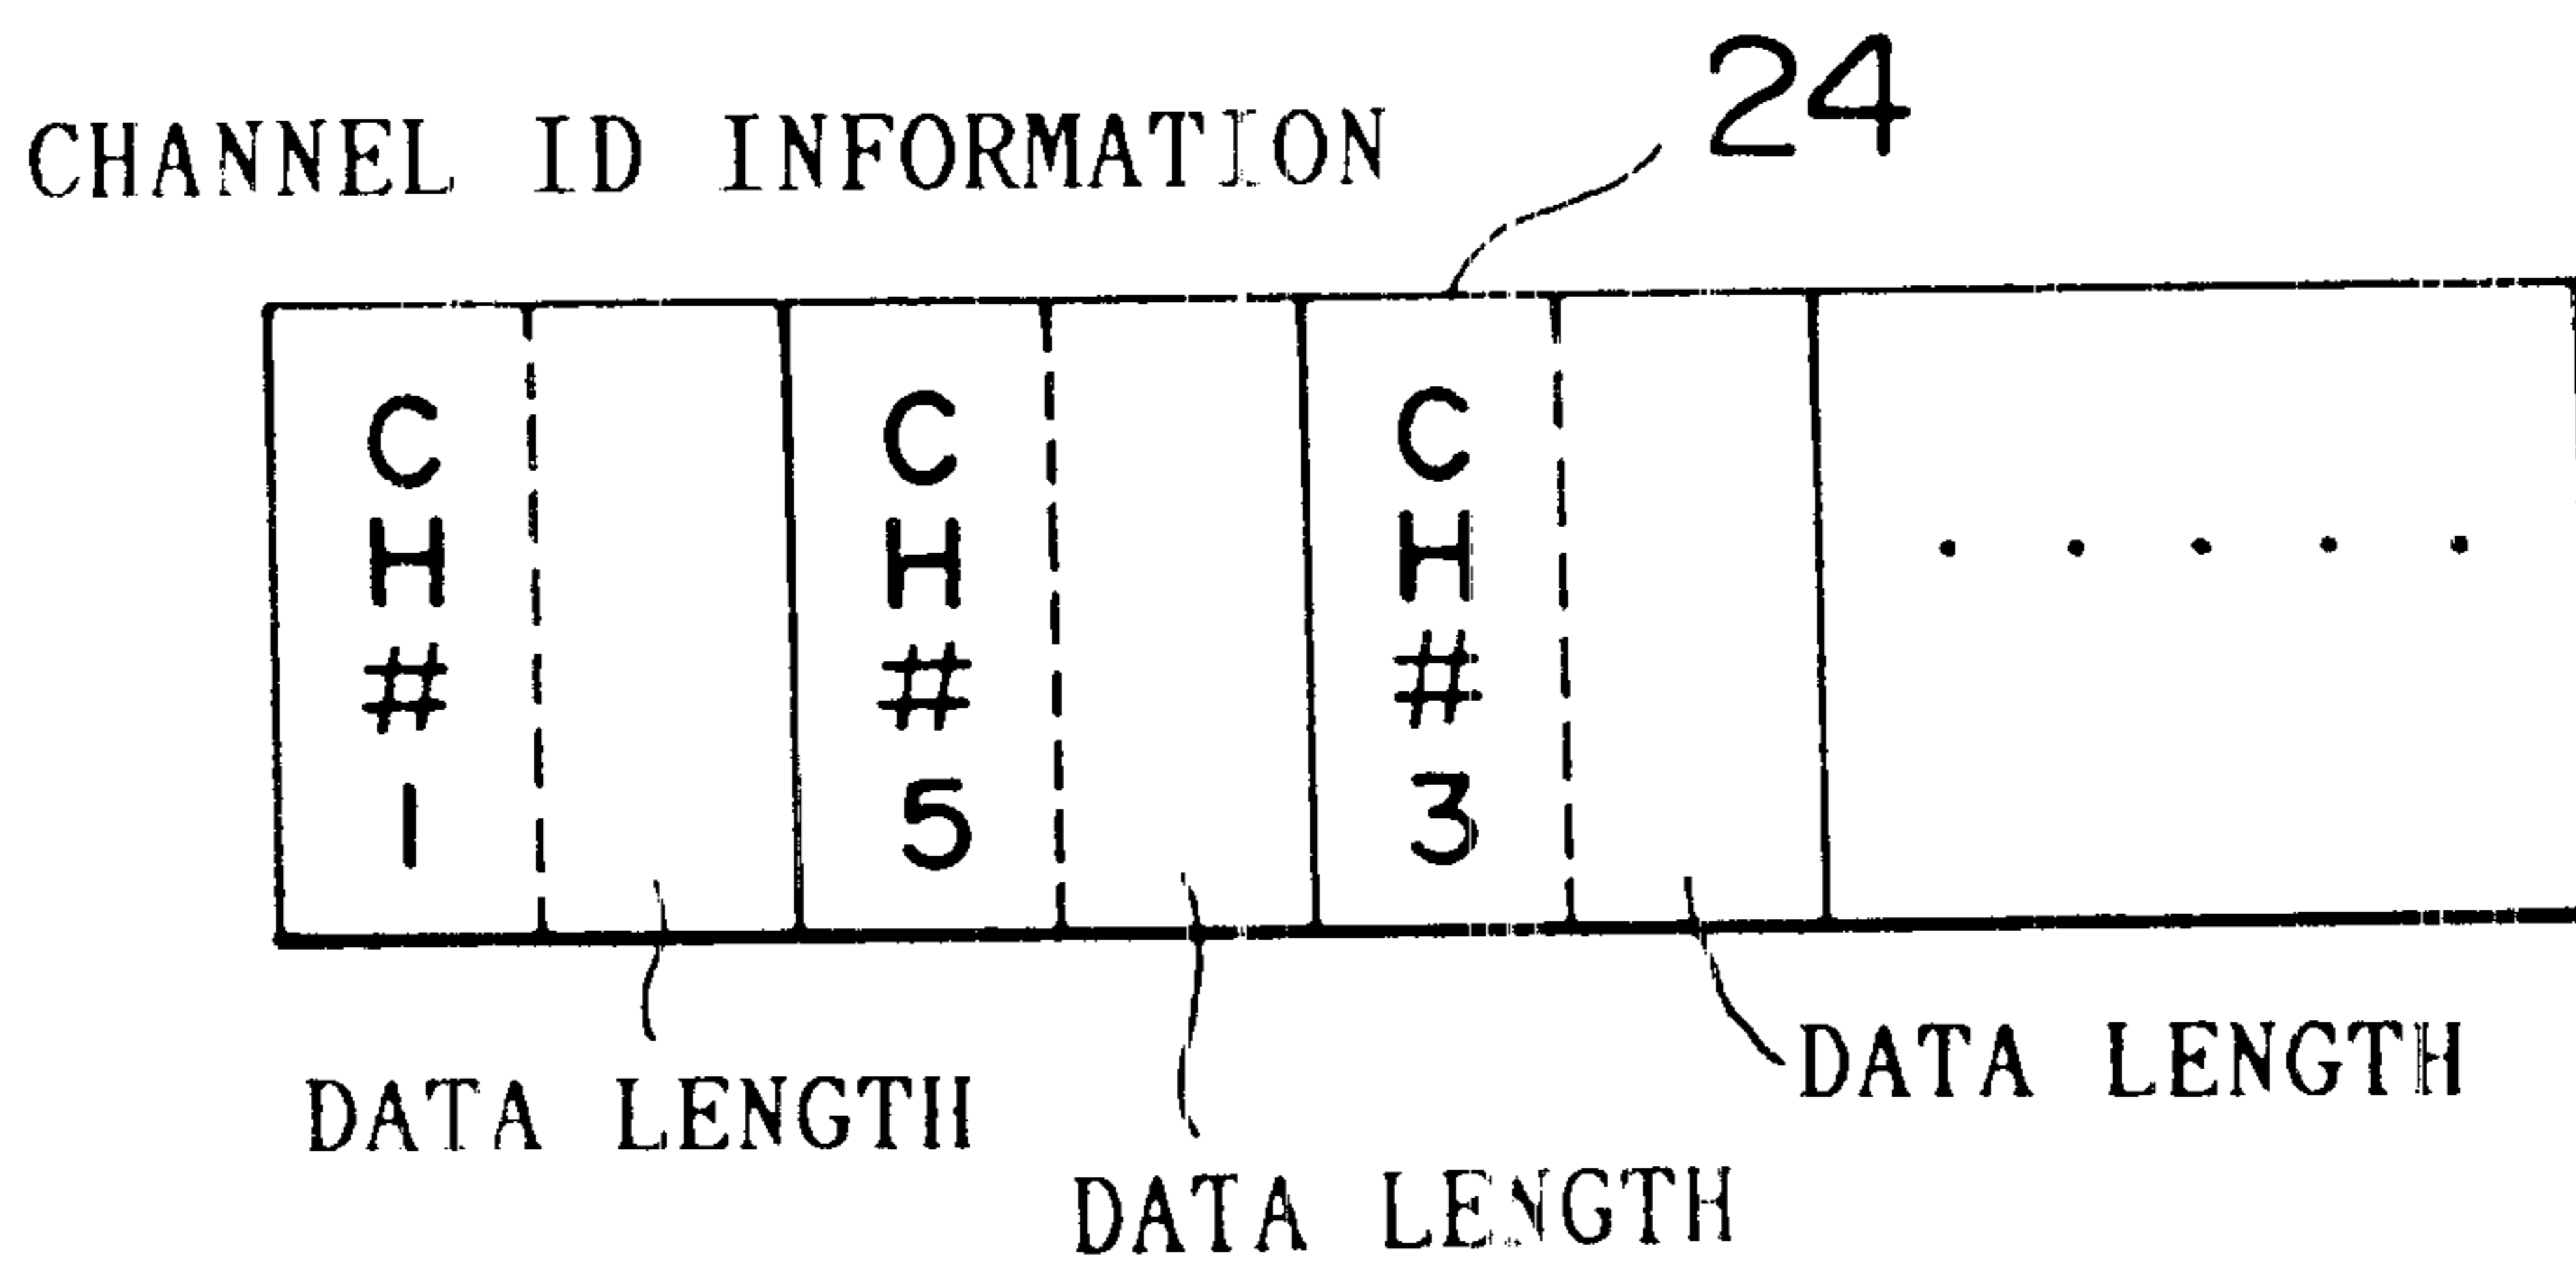 CHANNEL ID INFORMATION
24
CH#1
CH#5
CH#3
. . . . .
DATA LENGTH
DATA LENGTH
DATA LENGTH